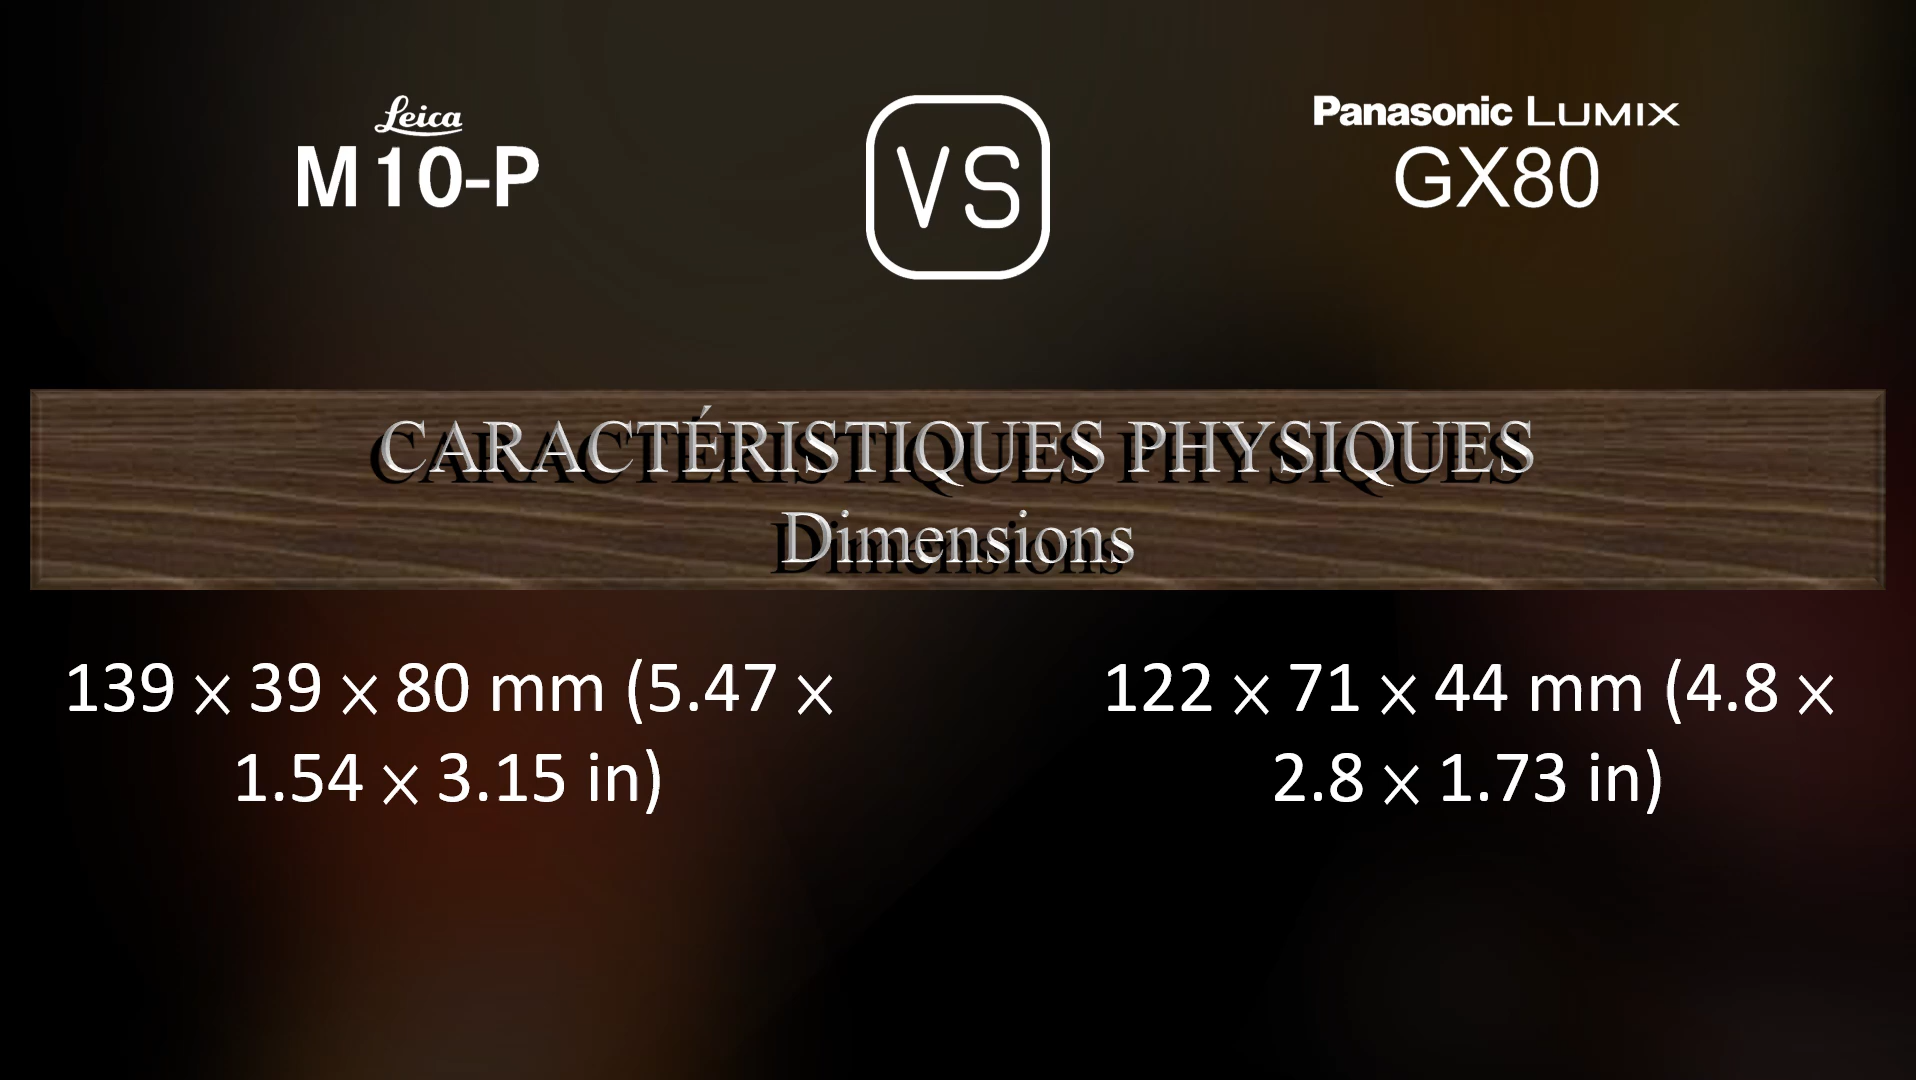 Leica
M10-P
VS
Panasonic LUMIX
GX80
CARACTÉRISTIQUES PHYSIQUES
Dimensions
139 x 39 x 80 mm (5.47 x
1.54 x 3.15 in)
122 x 71 x 44 mm (4.8 x
2.8 x 1.73 in)